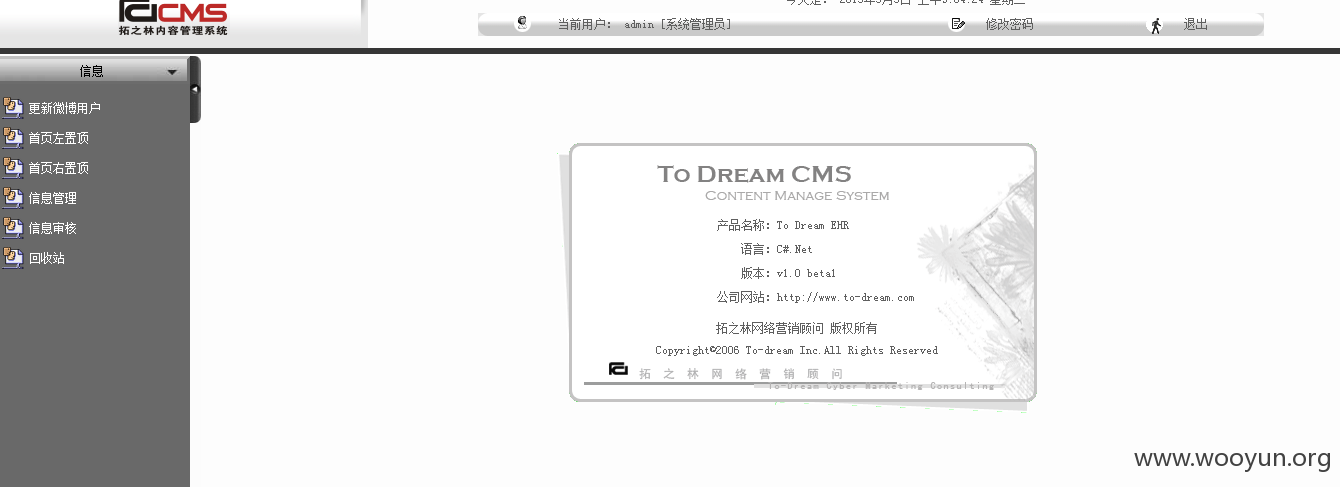 CMS
拓之林内容管理系统
当前用户: admin [系统管理员]
修改密码
退出
信息
更新微博用户
首页左置顶
首页右置顶
信息管理
信息审核
回收站
TO DREAM CMS
CONTENT MANAGE SYSTEM
产品名称: To Dream EHR
语言: C#.Net
版本: v1.0 beta1
公司网站: http://www.to-dream.com
拓之林网络营销顾问 版权所有
Copyright©2006 To-dream Inc.All Rights Reserved
拓之林网络营销顾问
To-Dream Cyber Marketing Consulting
www.wooyun.org